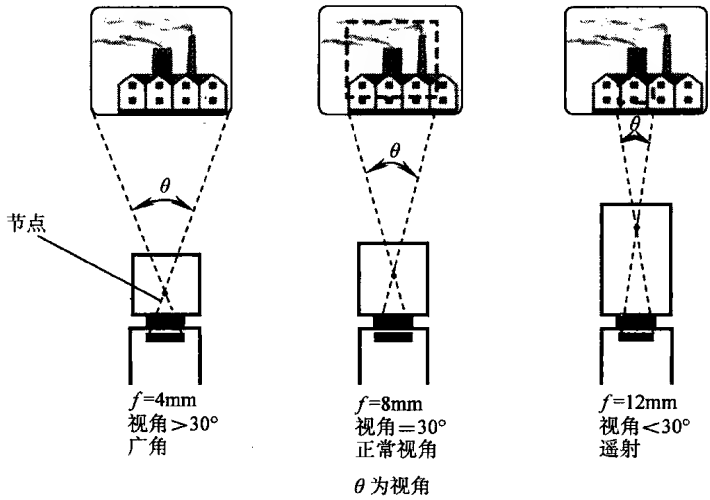 θ
θ
θ
节点
f=4mm
视角>30°
广角
f=8mm
视角=30°
正常视角
f=12mm
视角<30°
遥射
θ为视角